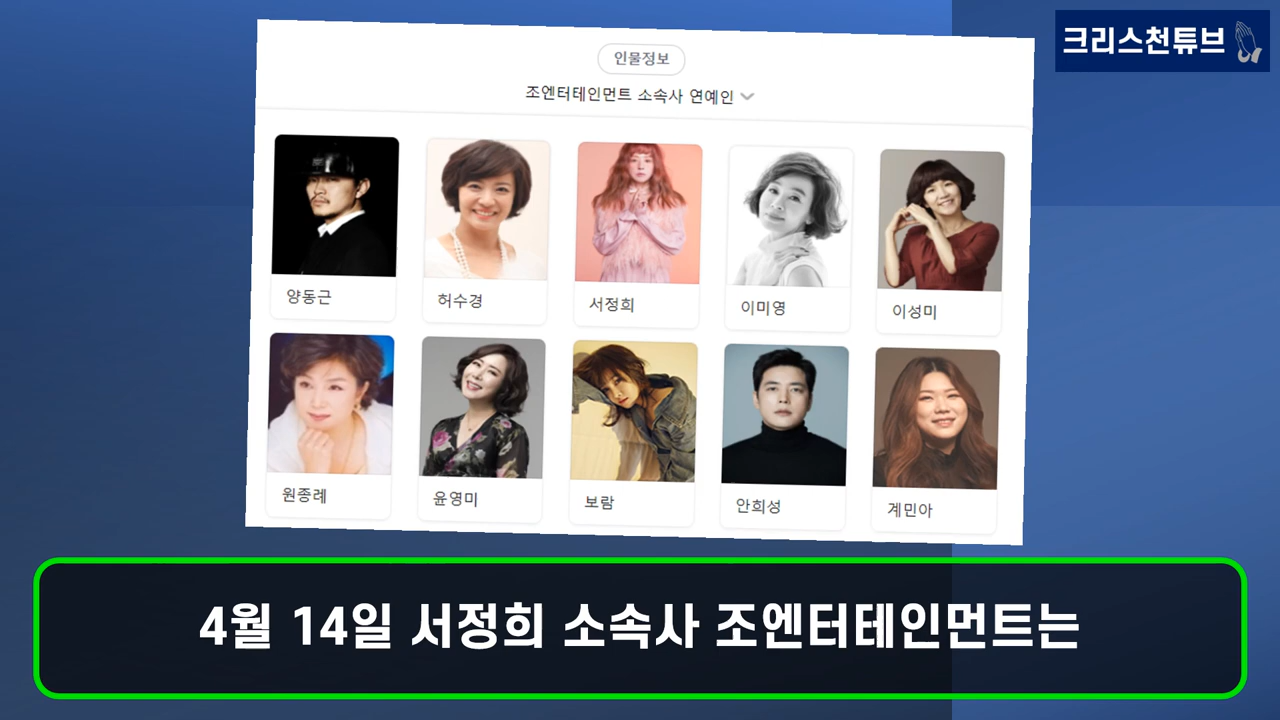 크리스천튜브
인물정보
조엔터테인먼트 소속사 연예인
양동근
허수경
서정희
이미영
이성미
원종례
윤영미
보람
안희성
계민아
4월 14일 서정희 소속사 조엔터테인먼트는